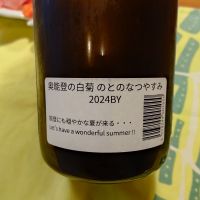 奥能登の白菊 のとのなつやすみ
2024BY
能登にも穏やかな夏が来る・・・
Let's have a wonderful summer !!